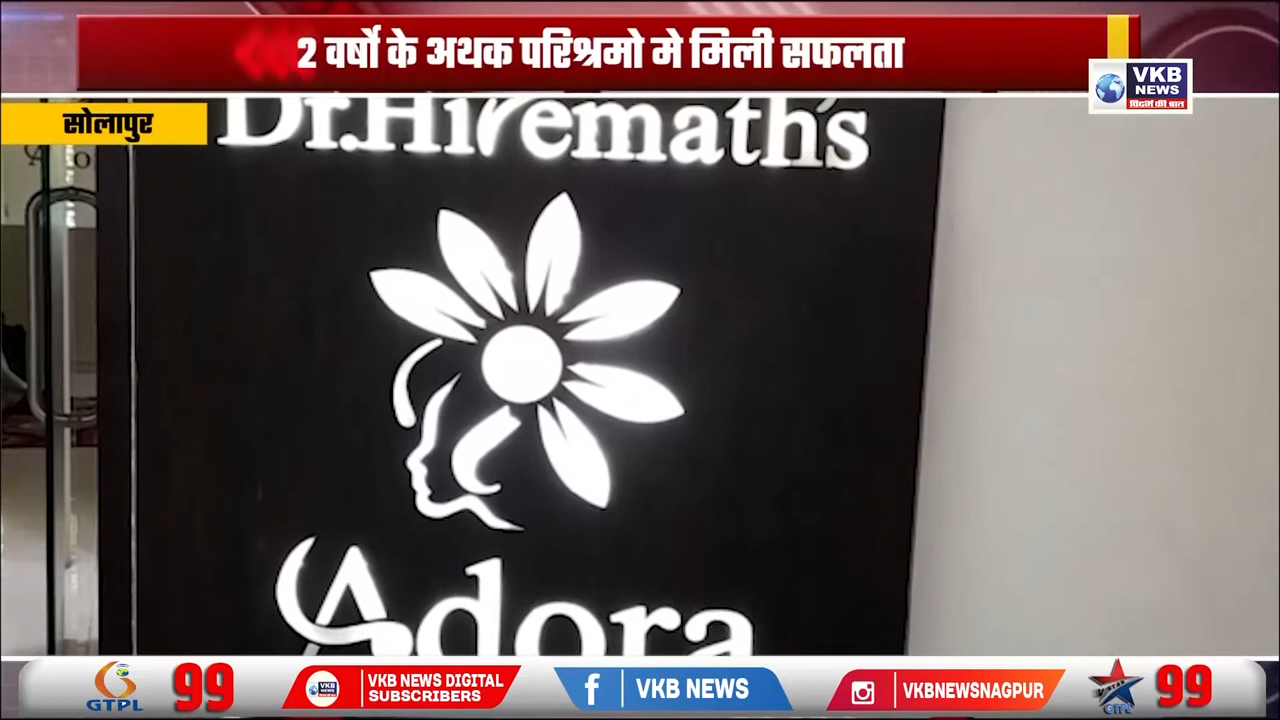 2 वर्षो के अथक परिश्रमो मे मिली सफलता
VKB
NEWS
विदर्भ की बात
सोलापुर
Dr.Hiremath's
Adora
GTPL
99
VKB NEWS DIGITAL
SUBSCRIBERS
VKB NEWS
VKBNEWSNAGPUR
V STAR
GTPL
99